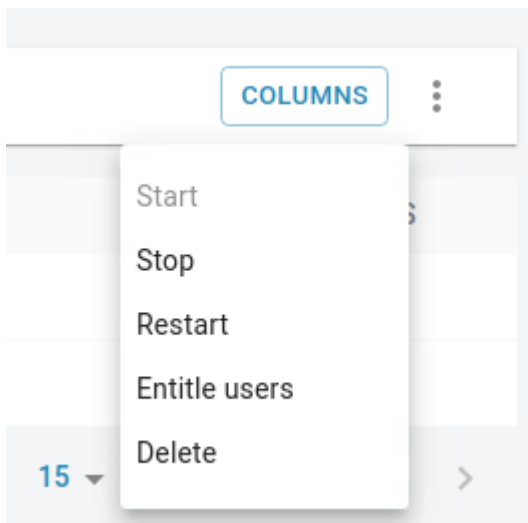 COLUMNS
Start
S
Stop
Restart
Entitle users
Delete
15